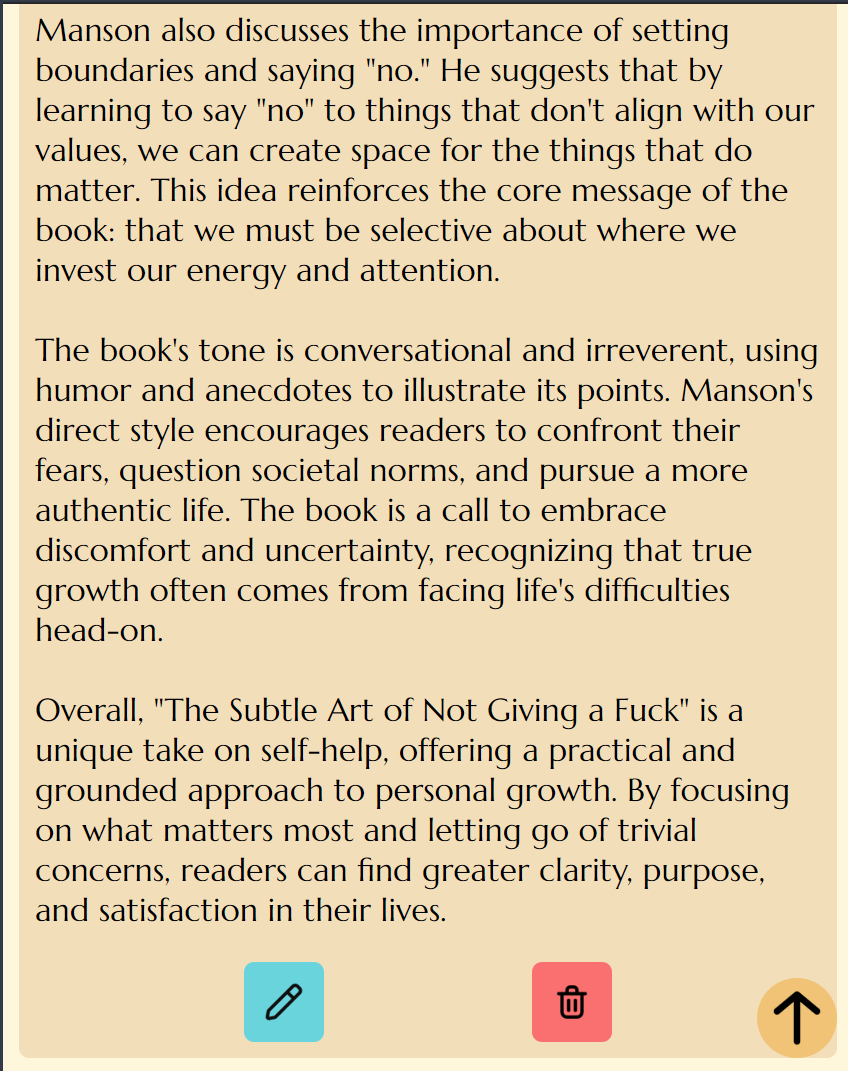 Manson also discusses the importance of setting
boundaries and saying "no." He suggests that by
learning to say "no" to things that don't align with our
values, we can create space for the things that do
matter. This idea reinforces the core message of the
book: that we must be selective about where we
invest our energy and attention.
The book's tone is conversational and irreverent, using
humor and anecdotes to illustrate its points. Manson's
direct style encourages readers to confront their
fears, question societal norms, and pursue a more
authentic life. The book is a call to embrace
discomfort and uncertainty, recognizing that true
growth often comes from facing life's difficulties
head-on.
Overall, "The Subtle Art of Not Giving a Fuck" is a
unique take on self-help, offering a practical and
grounded approach to personal growth. By focusing
on what matters most and letting go of trivial
concerns, readers can find greater clarity, purpose,
and satisfaction in their lives.